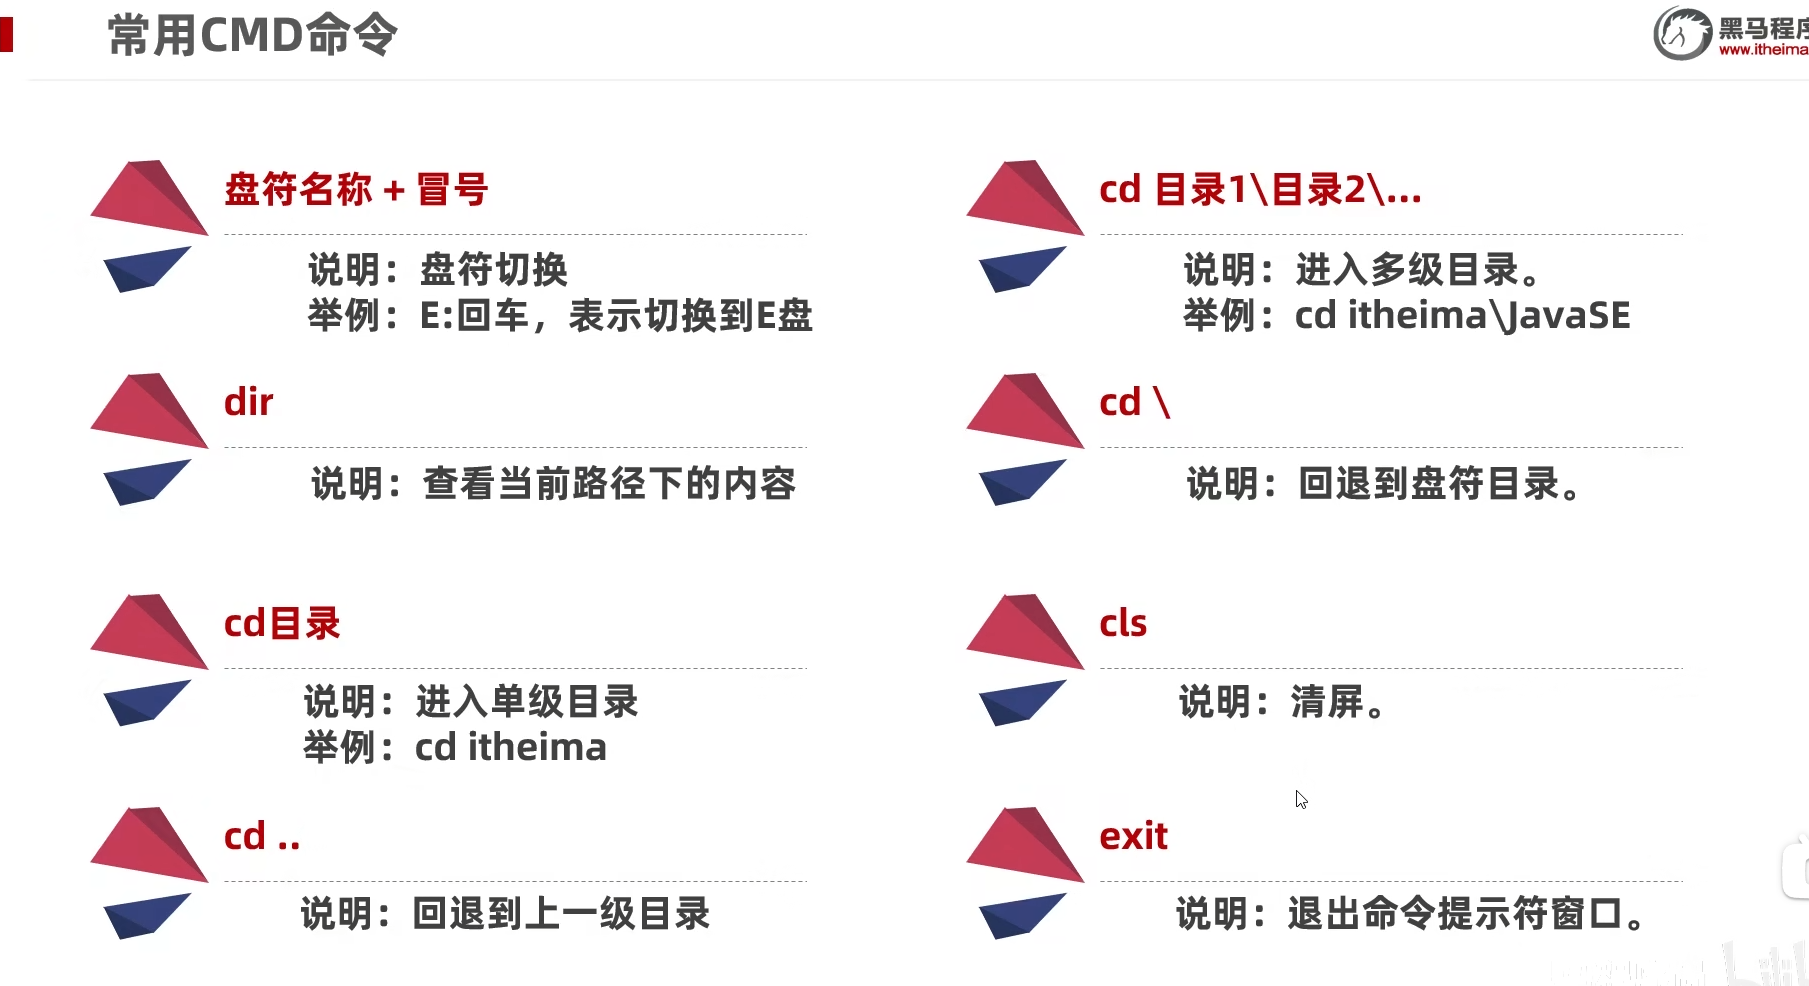 常用CMD命令
黑马程序
www.itheima
盘符名称 + 冒号
说明：盘符切换
举例：E:回车，表示切换到E盘
dir
说明：查看当前路径下的内容
cd目录
说明：进入单级目录
举例：cd itheima
cd ..
说明：回退到上一级目录
cd 目录1\目录2\...
说明：进入多级目录。
举例：cd itheima\JavaSE
cd \
说明：回退到盘符目录。
cls
说明：清屏。
exit
说明：退出命令提示符窗口。